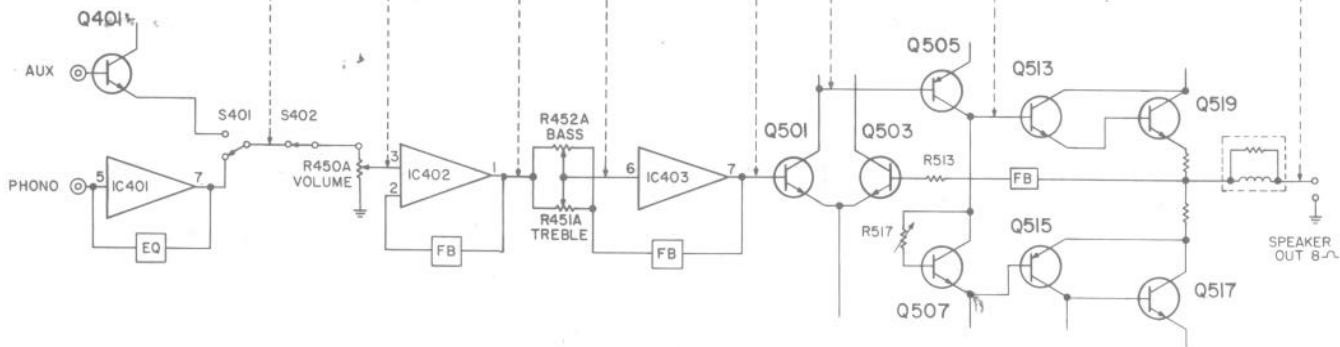 Q401
AUX
S401
S402
PHONO
5
IC401
7
EQ
R450A
VOLUME
3
2
IC402
1
FB
R452A
BASS
R451A
TREBLE
6
IC403
7
FB
Q501
Q503
Q505
R513
FB
R517
Q507
Q513
Q515
Q519
Q517
SPEAKER
OUT 8-Ω